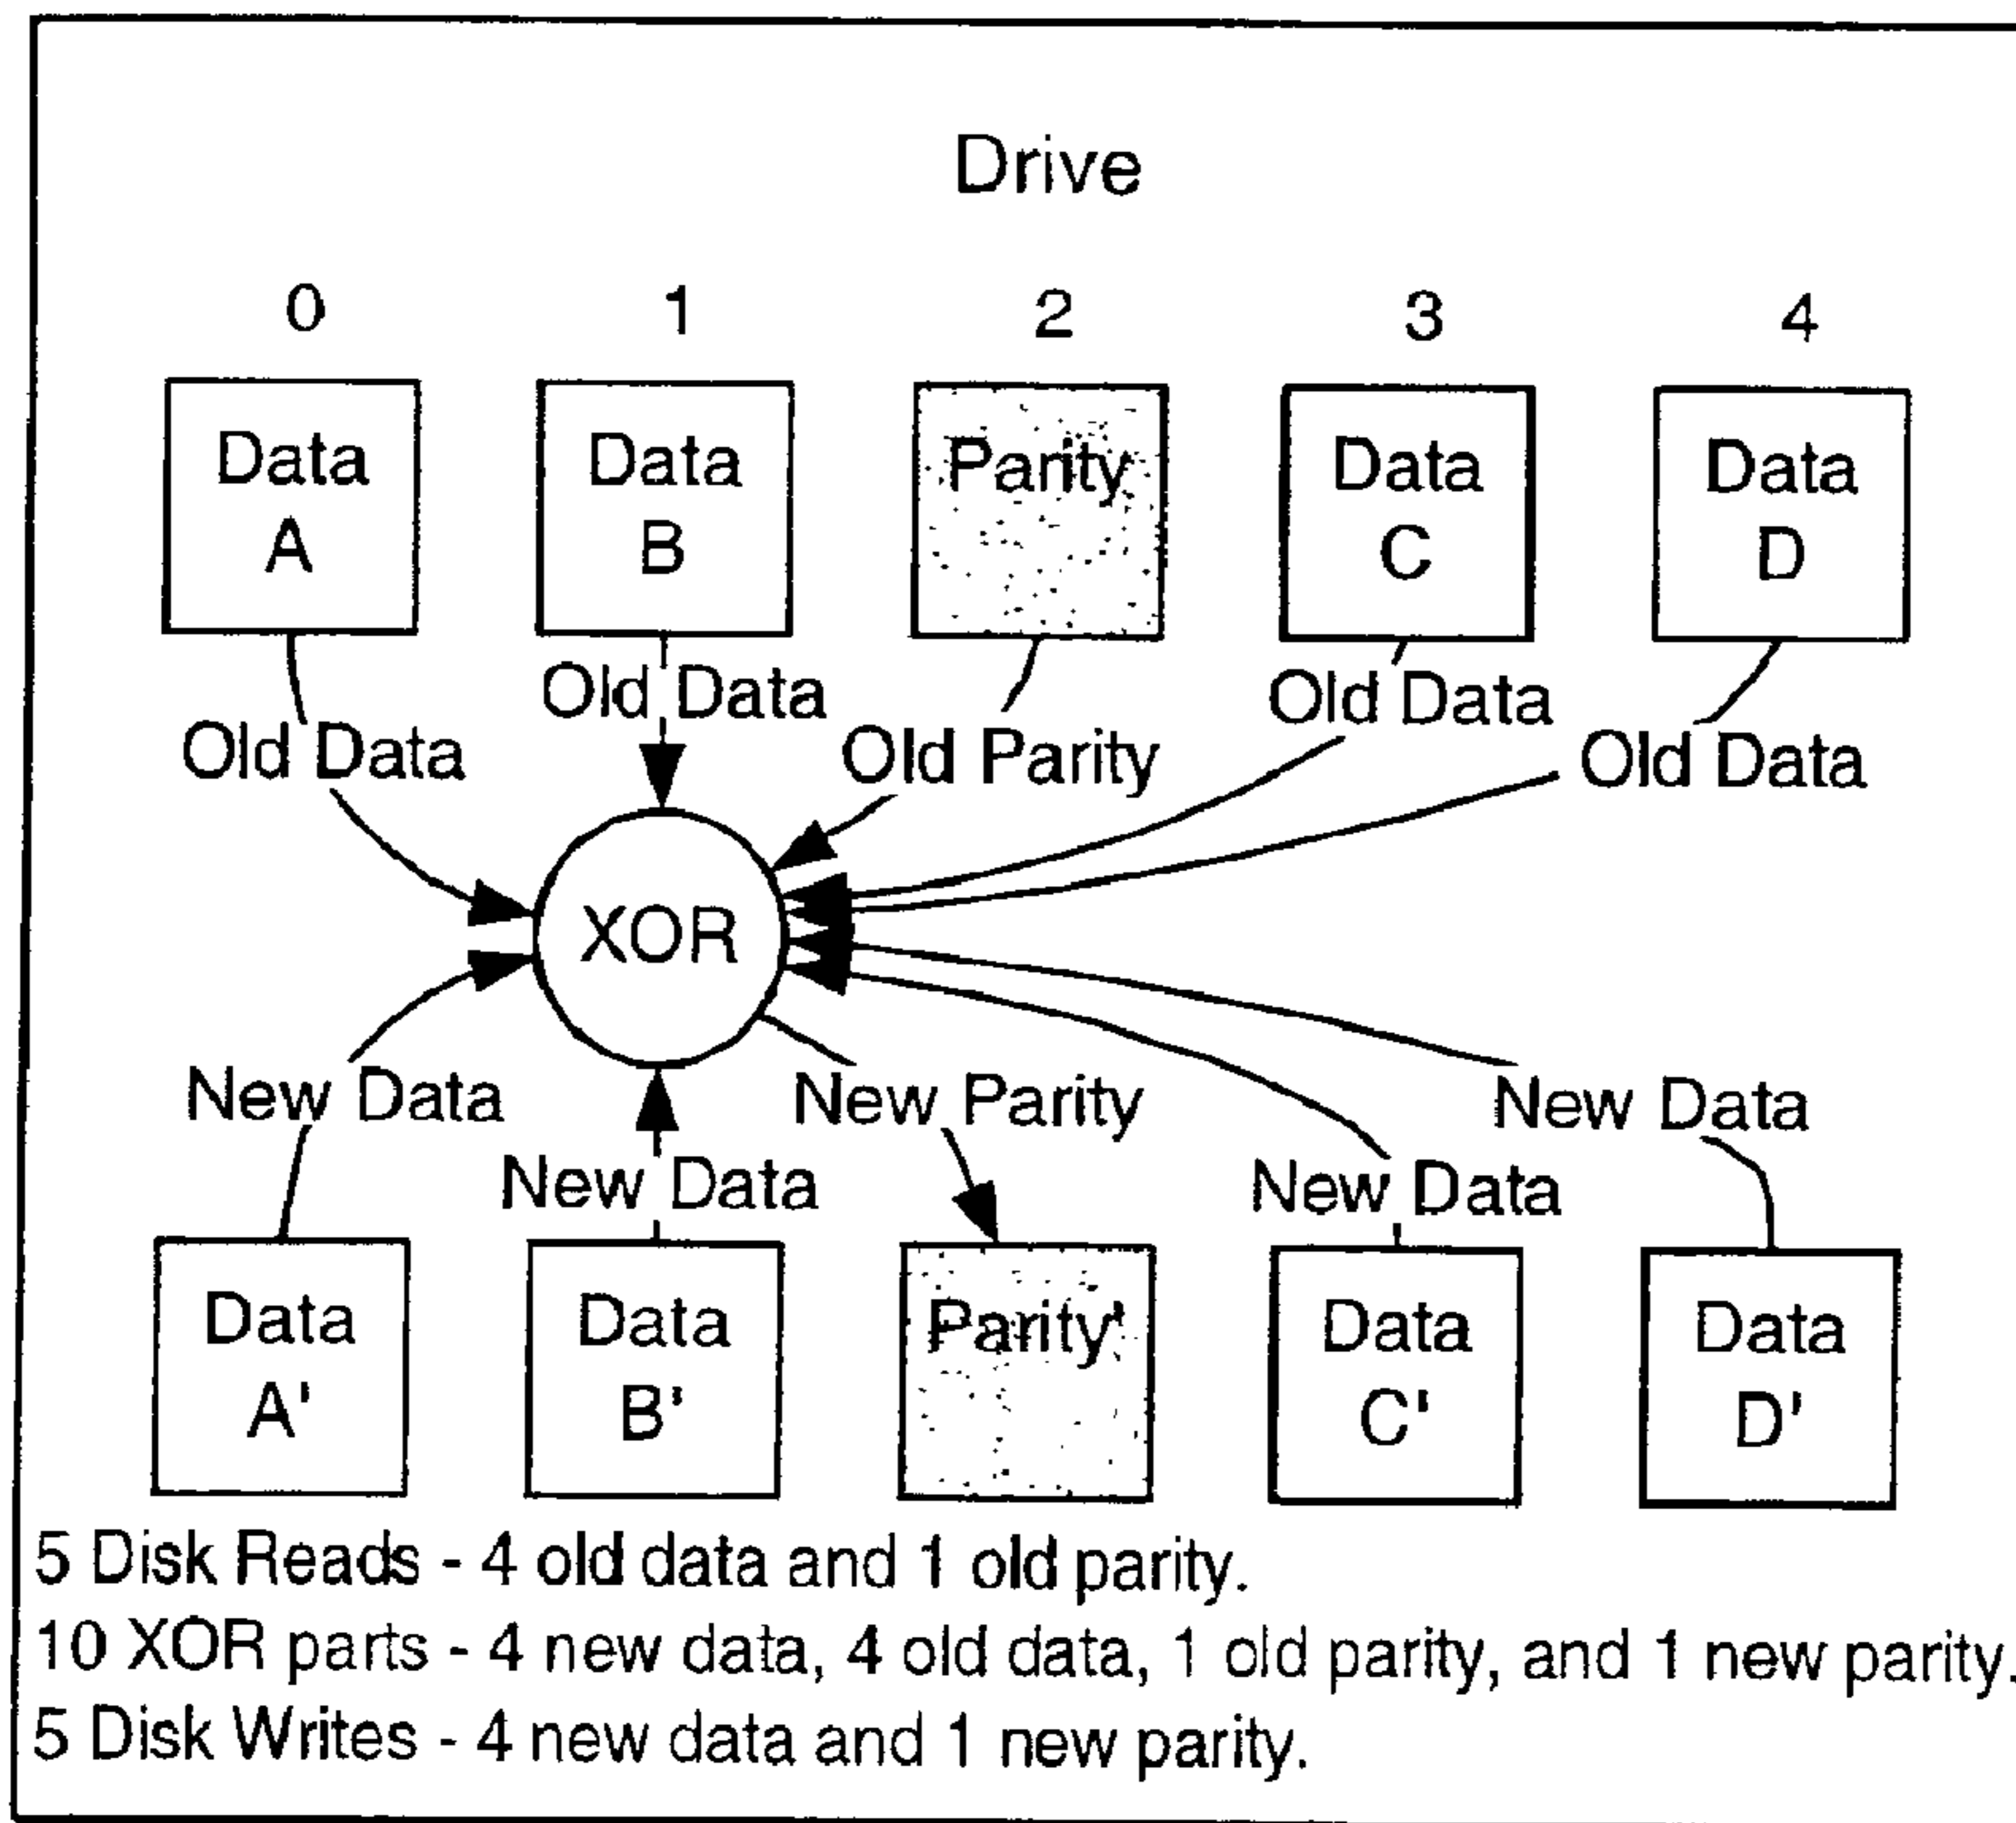 Drive
0 1 2 3 4
Data A
Data B
Parity
Data C
Data D
Old Data
Old Data
Old Parity
Old Data
Old Data
XOR
New Data
New Data
New Parity
New Data
New Data
Data A'
Data B'
Parity'
Data C'
Data D'
5 Disk Reads - 4 old data and 1 old parity.
10 XOR parts - 4 new data, 4 old data, 1 old parity, and 1 new parity.
5 Disk Writes - 4 new data and 1 new parity.